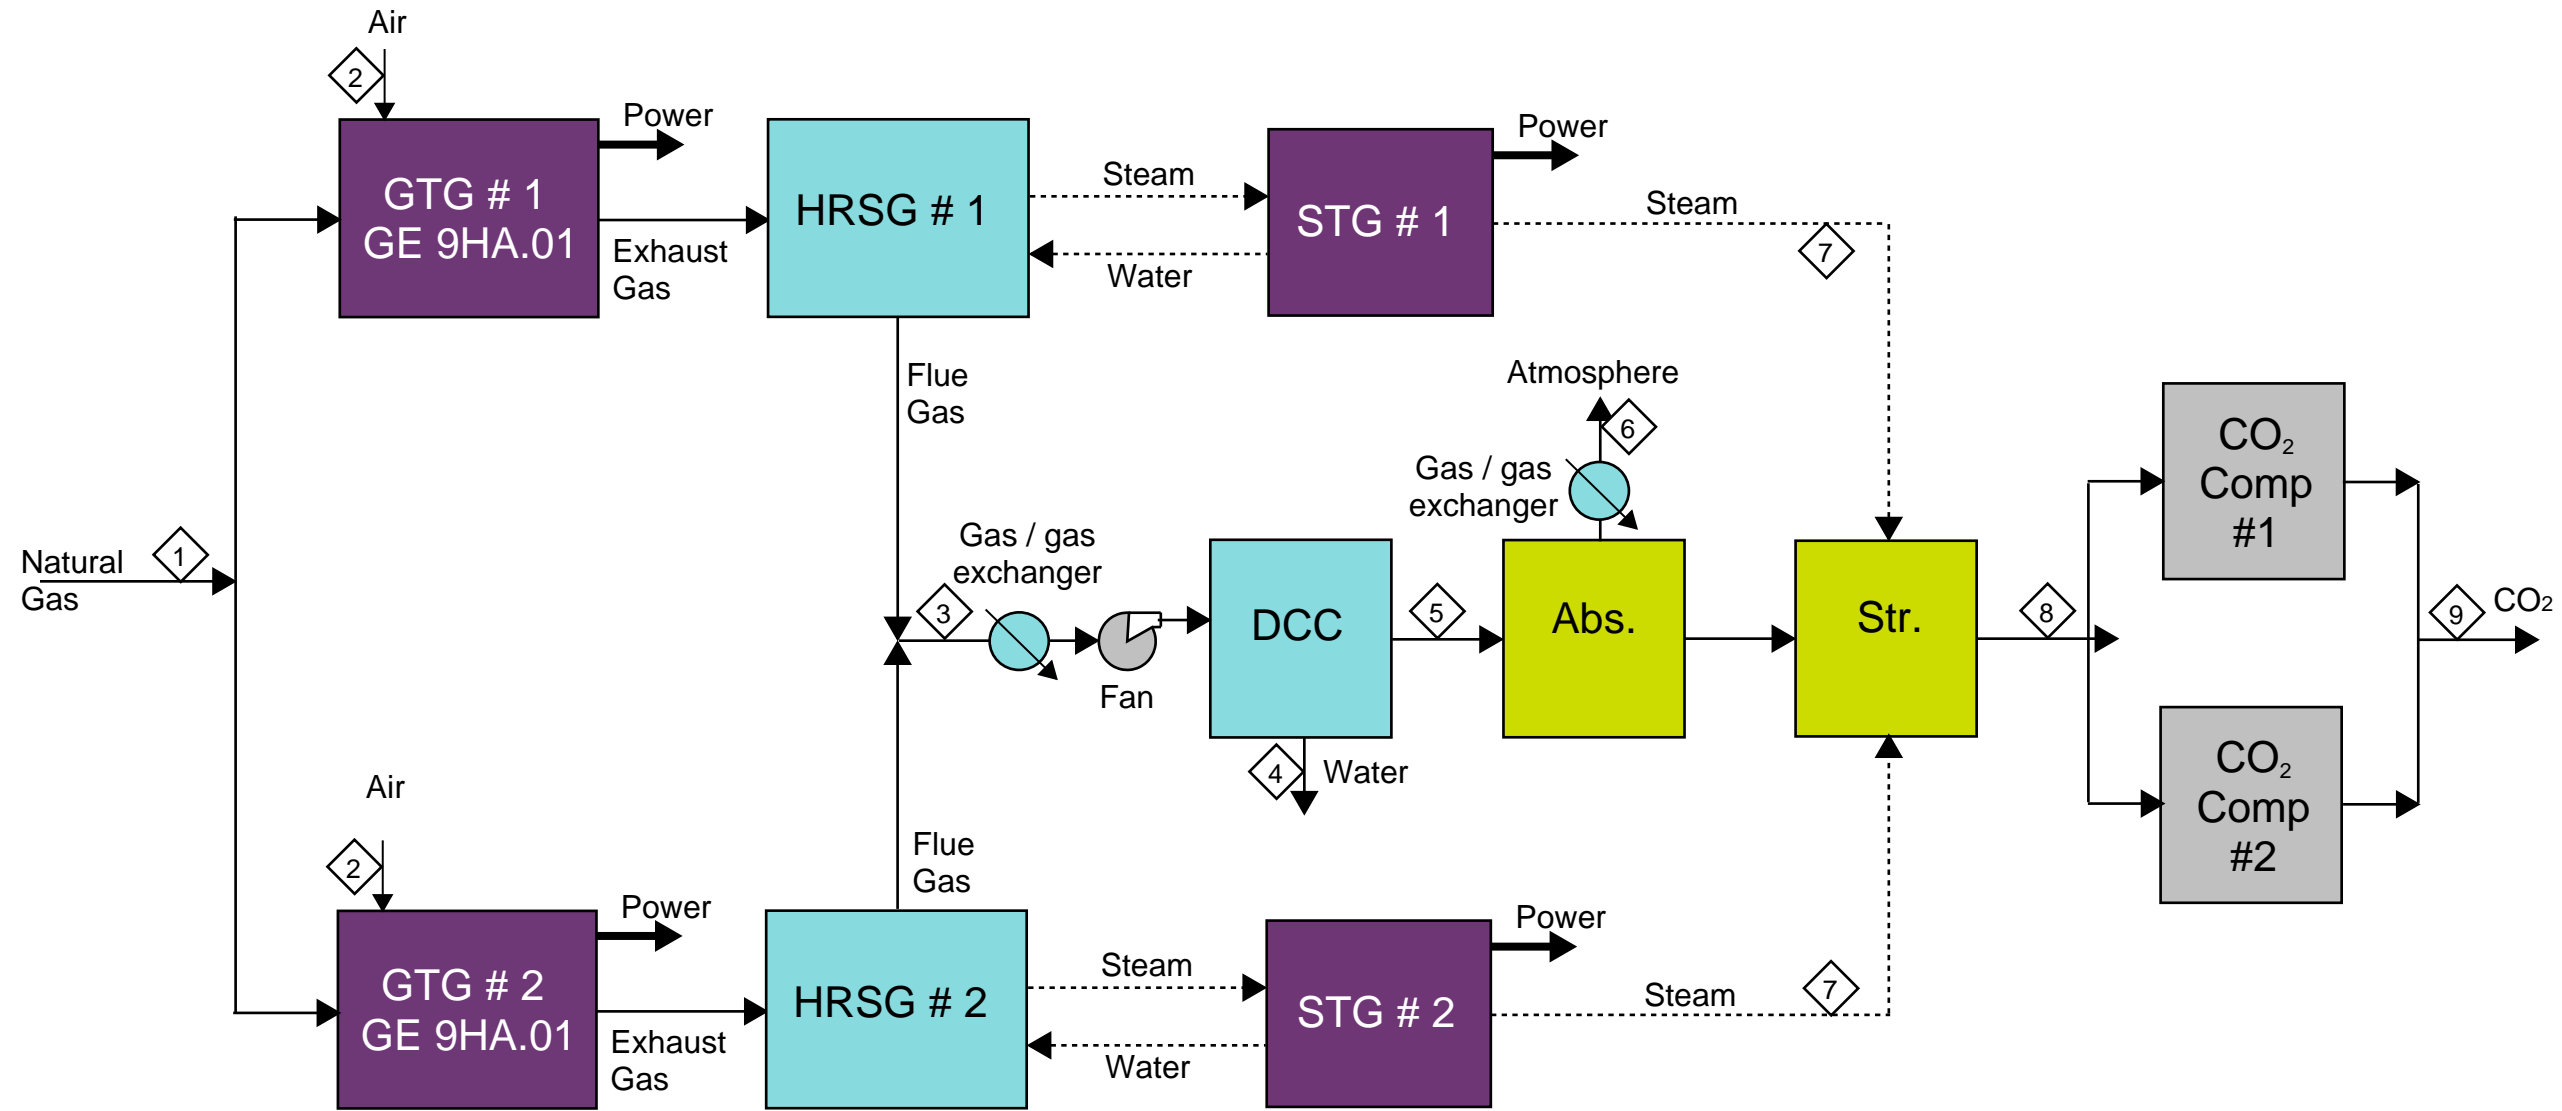 Air
2
Power
GTG # 1
GE 9HA.01
Exhaust
Gas
HRSG # 1
Steam
Water
STG # 1
Power
Steam
7
Flue
Gas
Atmosphere
6
Gas / gas
exchanger
CO₂
Comp
#1
Natural
Gas
1
3
Gas / gas
exchanger
Fan
DCC
5
Abs.
Str.
8
9
CO₂
4
Water
CO₂
Comp
#2
Air
2
Power
GTG # 2
GE 9HA.01
Exhaust
Gas
Flue
Gas
HRSG # 2
Steam
Water
STG # 2
Power
Steam
7